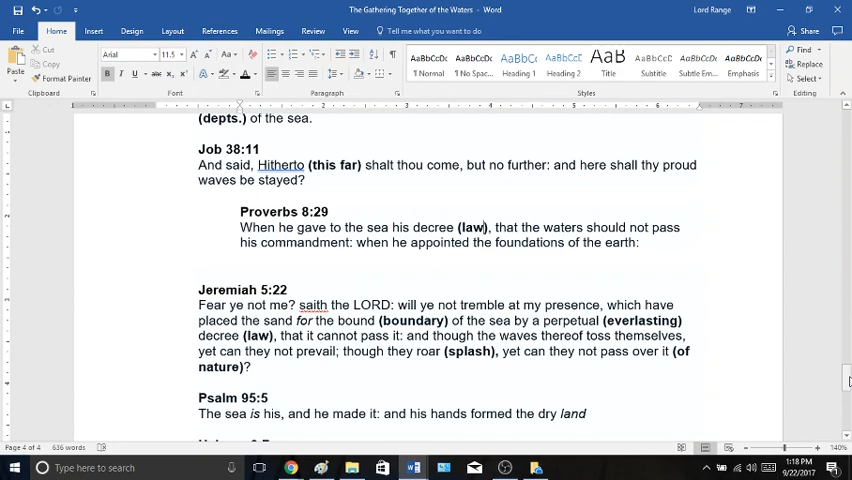 The Gathering Together of the Waters - Word
Lord Range
File
Home
Insert
Draw
Design
Layout
References
Mailings
Review
View
Tell me what you want to do
Share
Paste
Cut
Copy
Format Painter
Clipboard
Arial
11.5
Font
Paragraph
AaBbCcDc AaBbCcDc AaBbCc AaBbCcDc AaB AaBbCcDc AaBbCcDc AaBbCcDc
¶ Normal ¶ No Spac... Heading 1 Heading 2 Title Subtitle Subtle Em... Emphasis
Styles
Find
Replace
Select
Editing
(depts.) of the sea.
Job 38:11
And said, Hitherto (this far) shalt thou come, but no further: and here shall thy proud
waves be stayed?
Proverbs 8:29
When he gave to the sea his decree (law), that the waters should not pass
his commandment: when he appointed the foundations of the earth:
Jeremiah 5:22
Fear ye not me? saith the LORD: will ye not tremble at my presence, which have
placed the sand for the bound (boundary) of the sea by a perpetual (everlasting)
decree (law), that it cannot pass it: and though the waves thereof toss themselves,
yet can they not prevail; though they roar (splash), yet can they not pass over it (of
nature)?
Psalm 95:5
The sea is his, and he made it: and his hands formed the dry land
Page 4 of 4 636 words
140%
Type here to search
1:18 PM
9/22/2017